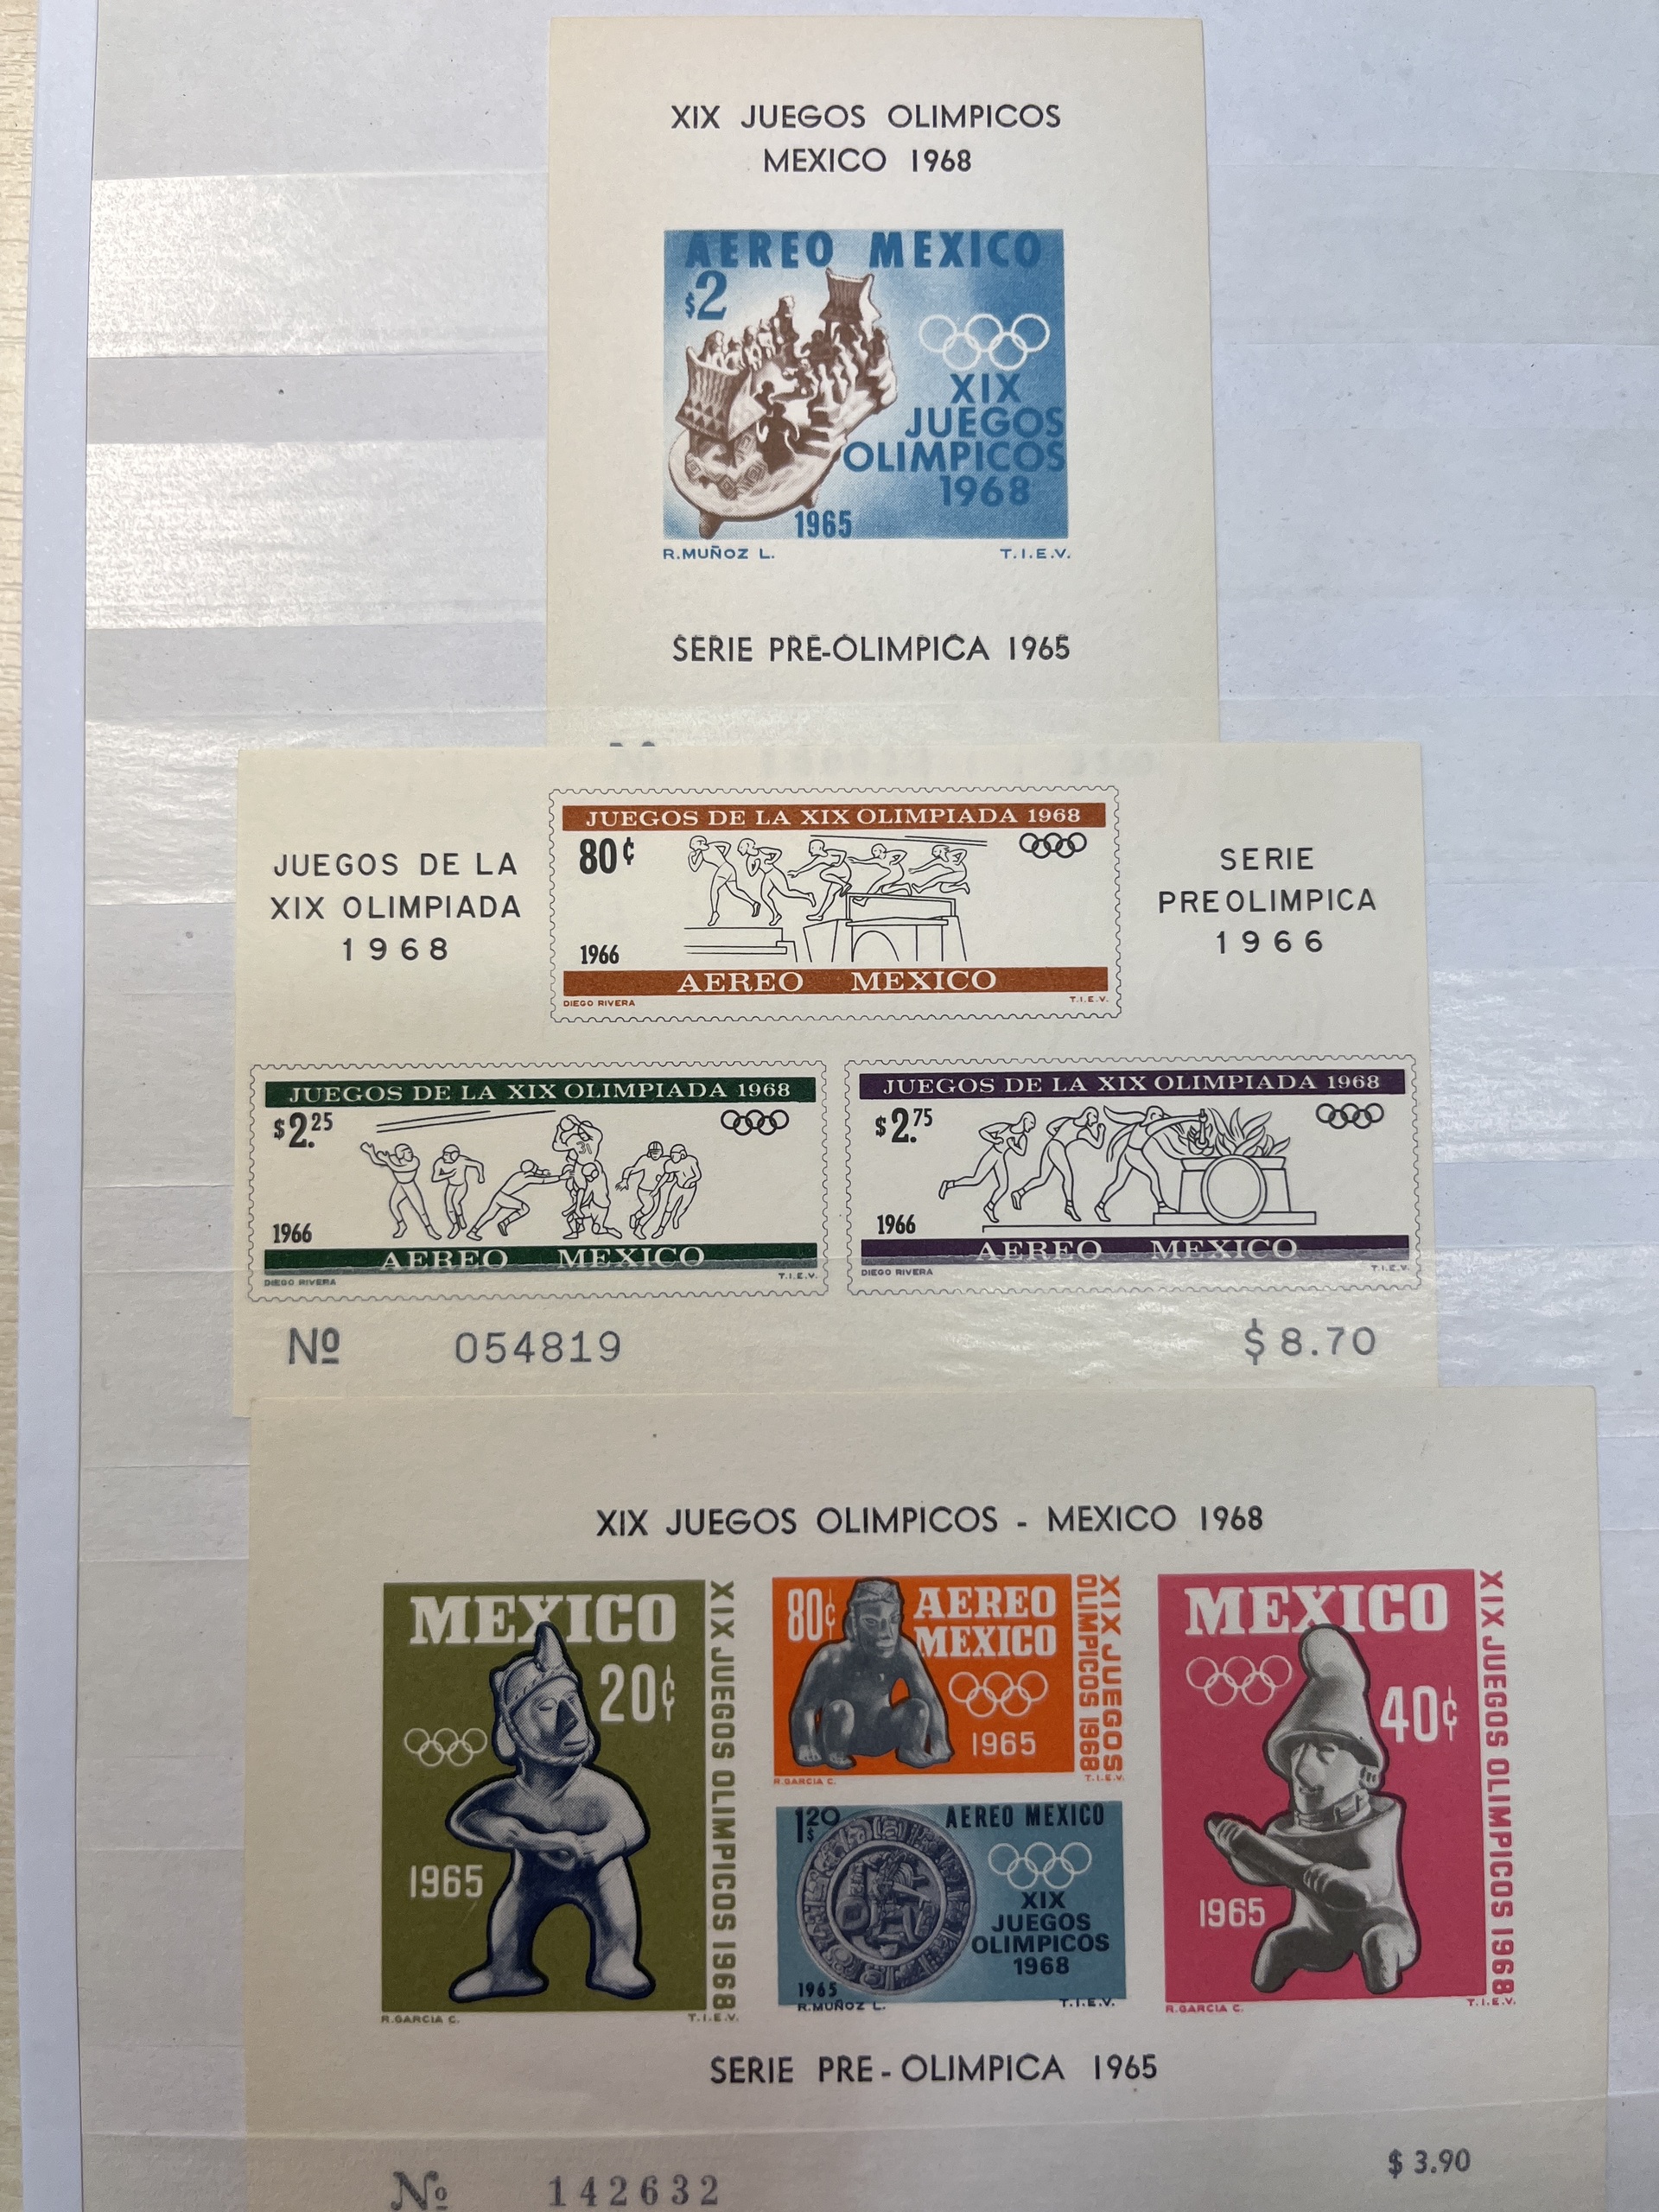 XIX JUEGOS OLIMPICOS
MEXICO 1968
AEREO MEXICO
$2
XIX
JUEGOS
OLIMPICOS
1968
1965
R.MUÑOZ L. T.I.E.V.
SERIE PRE-OLIMPICA 1965
JUEGOS DE LA
XIX OLIMPIADA
1968
JUEGOS DE LA XIX OLIMPIADA 1968
80¢
1966
AEREO MEXICO
DIEGO RIVERA T.I.E.V.
SERIE
PREOLIMPICA
1966
JUEGOS DE LA XIX OLIMPIADA 1968
$2.25
31
1966
AEREO MEXICO
DIEGO RIVERA T.I.E.V.
JUEGOS DE LA XIX OLIMPIADA 1968
$2.75
1966
AEREO MEXICO
DIEGO RIVERA T.I.E.V.
Nº 054819 $8.70
XIX JUEGOS OLIMPICOS - MEXICO 1968
MEXICO
20¢
1965
XIX JUEGOS OLIMPICOS 1968
R.GARCIA C. T.I.E.V.
80¢ AEREO
MEXICO
1965
XIX JUEGOS
OLIMPICOS 1968
R.GARCIA C. T.I.E.V.
$1.20 AEREO MEXICO
XIX
JUEGOS
OLIMPICOS
1968
1965
R.MUÑOZ L. T.I.E.V.
MEXICO
40¢
1965
XIX JUEGOS OLIMPICOS 1968
R.GARCIA C. T.I.E.V.
SERIE PRE-OLIMPICA 1965
$3.90
Nº 142632